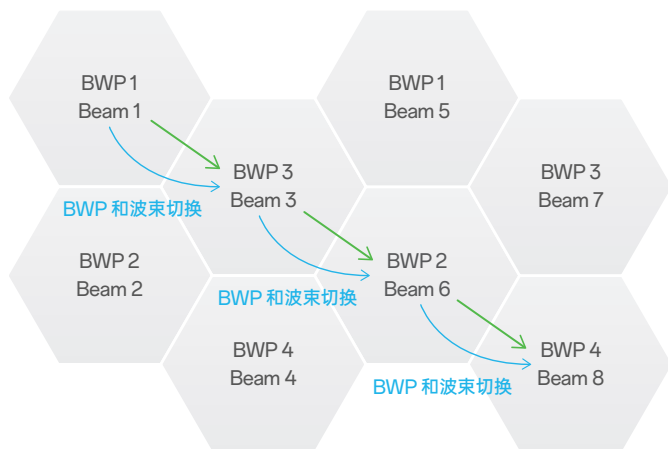 BWP 1
Beam 1
BWP 1
Beam 5
BWP 3
Beam 3
BWP 3
Beam 7
BWP 和波束切换
BWP 2
Beam 2
BWP 2
Beam 6
BWP 和波束切换
BWP 4
Beam 4
BWP 4
Beam 8
BWP 和波束切换